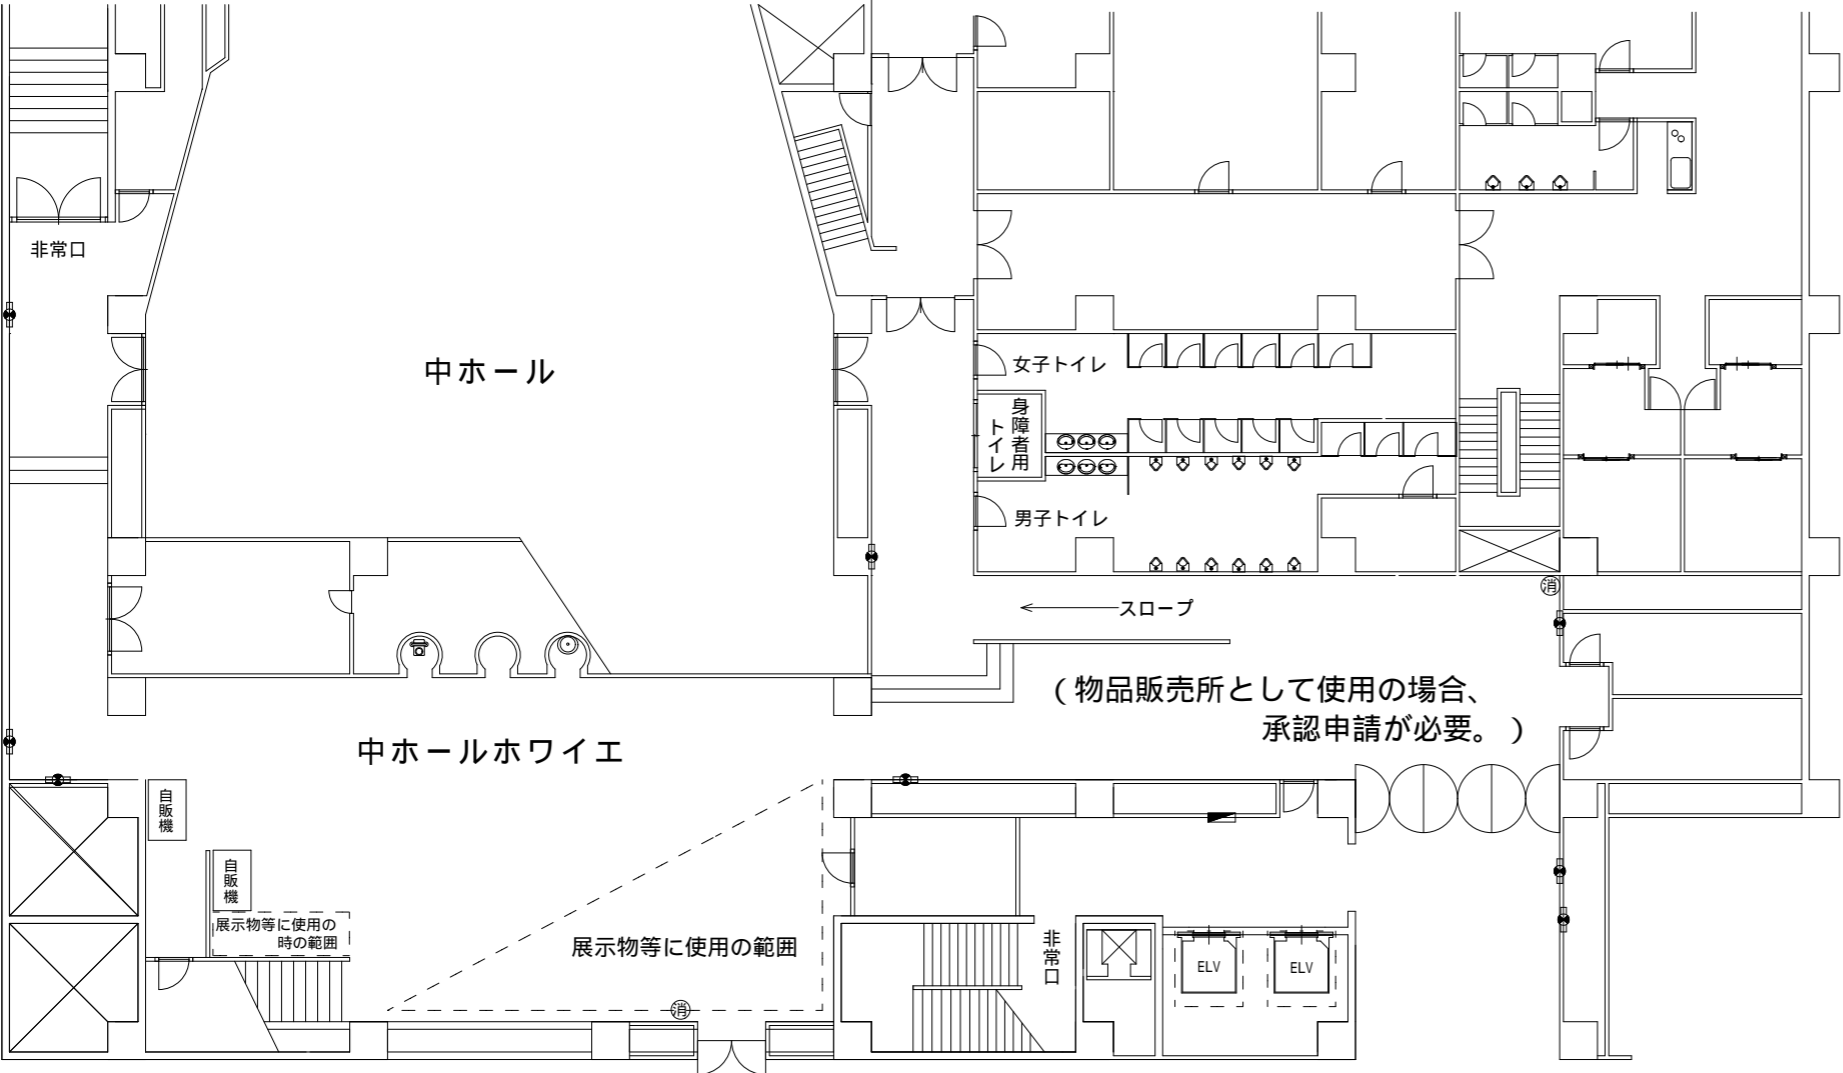 非常口
中ホール
女子トイレ
身障者用
トイレ
男子トイレ
消
スロープ
（物品販売所として使用の場合、
承認申請が必要。）
中ホールホワイエ
自販機
自販機
展示物等に使用の
時の範囲
展示物等に使用の範囲
非常口
ELV
ELV
消